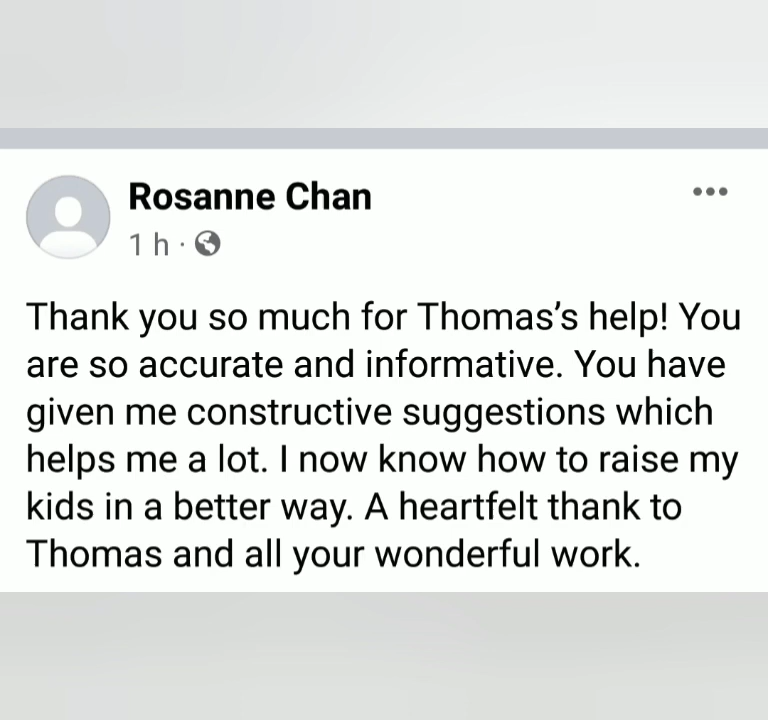 Rosanne Chan
1 h ·
Thank you so much for Thomas’s help! You
are so accurate and informative. You have
given me constructive suggestions which
helps me a lot. I now know how to raise my
kids in a better way. A heartfelt thank to
Thomas and all your wonderful work.